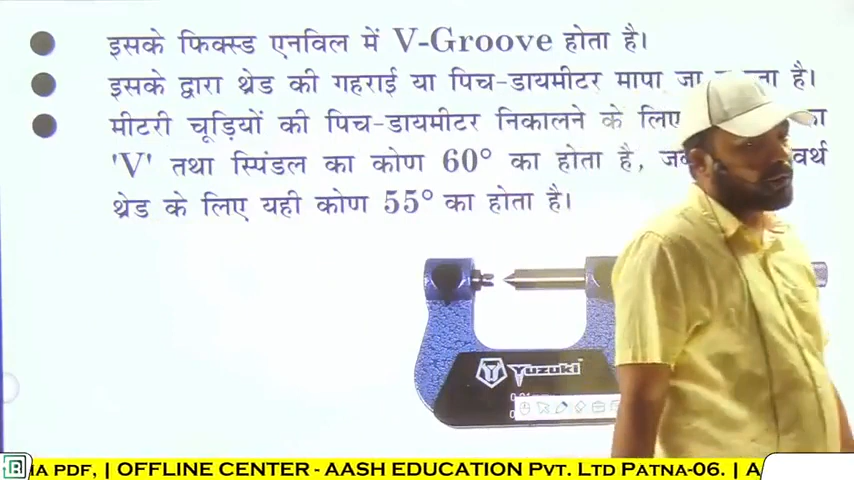 इसके फिक्स्ड एनविल में V-Groove होता है।
इसके द्वारा थ्रेड की गहराई या पिच-डायमीटर मापा जा है।
मीटरी चूड़ियों की पिच-डायमीटर निकालने के लिए
'V' तथा स्पिंडल का कोण 60° का होता है, वर्थ
थ्रेड के लिए यही कोण 55° का होता है।
Yuzuki
PDF, | OFFLINE CENTER - AASH EDUCATION PVT. LTD PATNA-06. | A